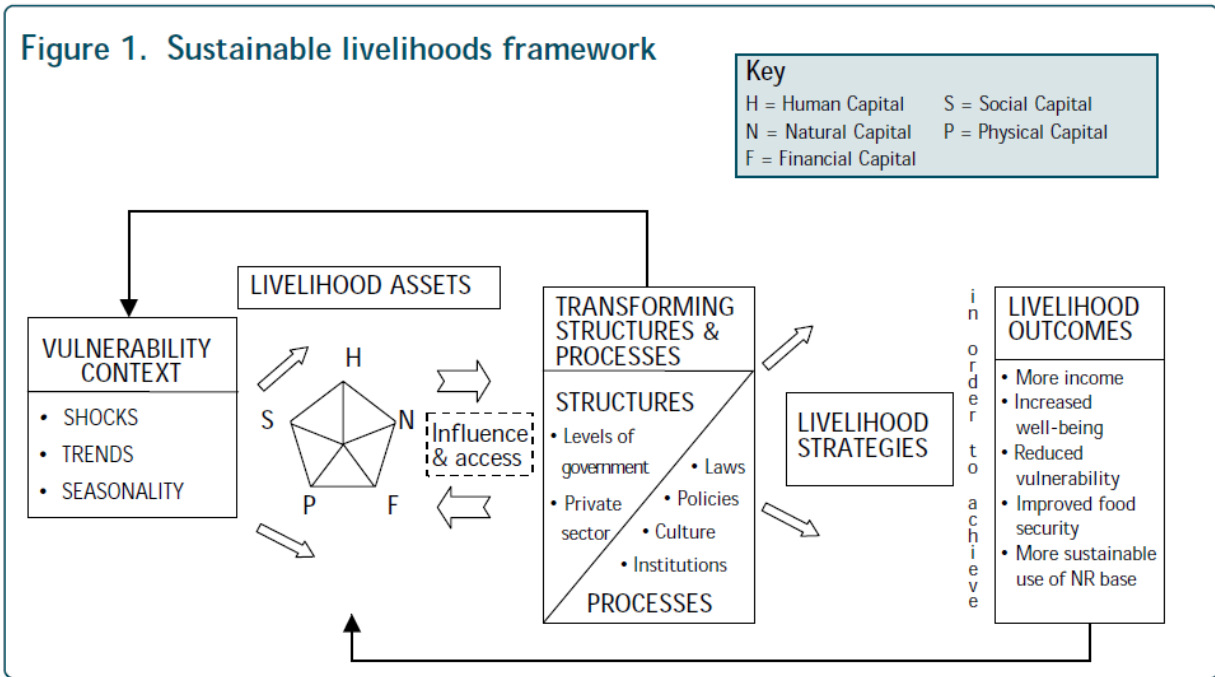 Figure 1. Sustainable livelihoods framework
Key
H = Human Capital S = Social Capital
N = Natural Capital P = Physical Capital
F = Financial Capital
LIVELIHOOD ASSETS
VULNERABILITY
CONTEXT
• SHOCKS
• TRENDS
• SEASONALITY
H
S
N
P
F
Influence
& access
TRANSFORMING
STRUCTURES &
PROCESSES
STRUCTURES
• Levels of
government
• Private
sector
• Laws
• Policies
• Culture
• Institutions
PROCESSES
LIVELIHOOD
STRATEGIES
in order to achieve
LIVELIHOOD
OUTCOMES
• More income
• Increased
well-being
• Reduced
vulnerability
• Improved food
security
• More sustainable
use of NR base